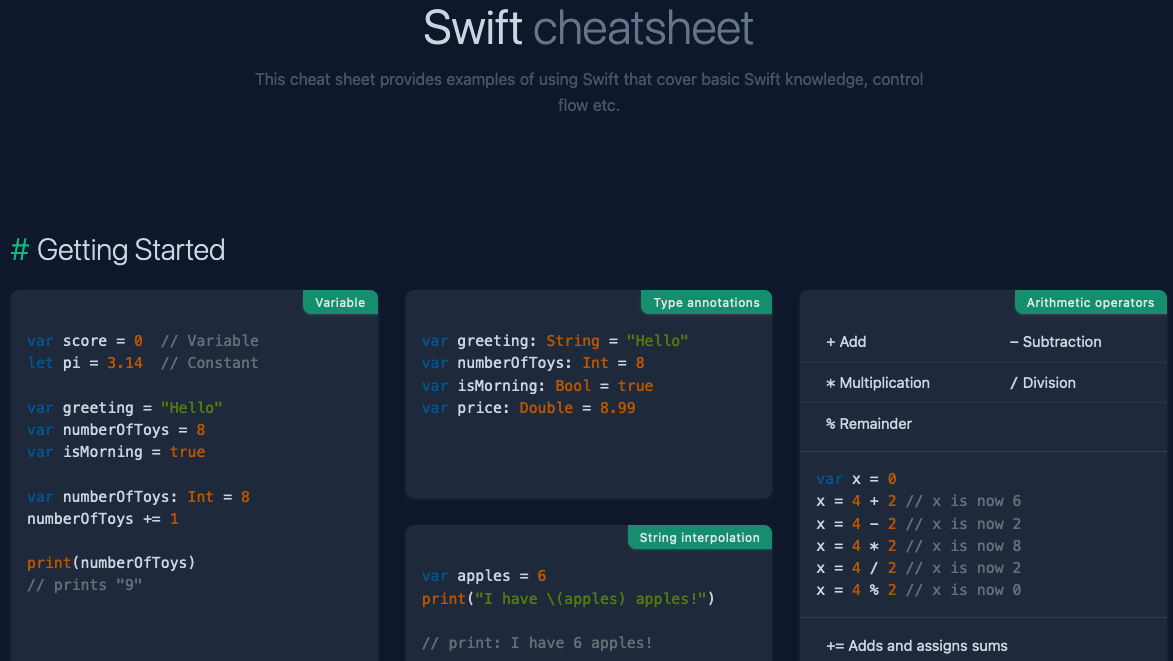 Swift cheatsheet
This cheat sheet provides examples of using Swift that cover basic Swift knowledge, control
flow etc.
# Getting Started
Variable
var score = 0  // Variable
let pi = 3.14  // Constant
var greeting = "Hello"
var numberOfToys = 8
var isMorning = true
var numberOfToys: Int = 8
numberOfToys += 1
print(numberOfToys)
// prints "9"
Type annotations
var greeting: String = "Hello"
var numberOfToys: Int = 8
var isMorning: Bool = true
var price: Double = 8.99
String interpolation
var apples = 6
print("I have \(apples) apples!")
// print: I have 6 apples!
Arithmetic operators
+ Add
– Subtraction
* Multiplication
/ Division
% Remainder
var x = 0
x = 4 + 2 // x is now 6
x = 4 - 2 // x is now 2
x = 4 * 2 // x is now 8
x = 4 / 2 // x is now 2
x = 4 % 2 // x is now 0
+= Adds and assigns sums